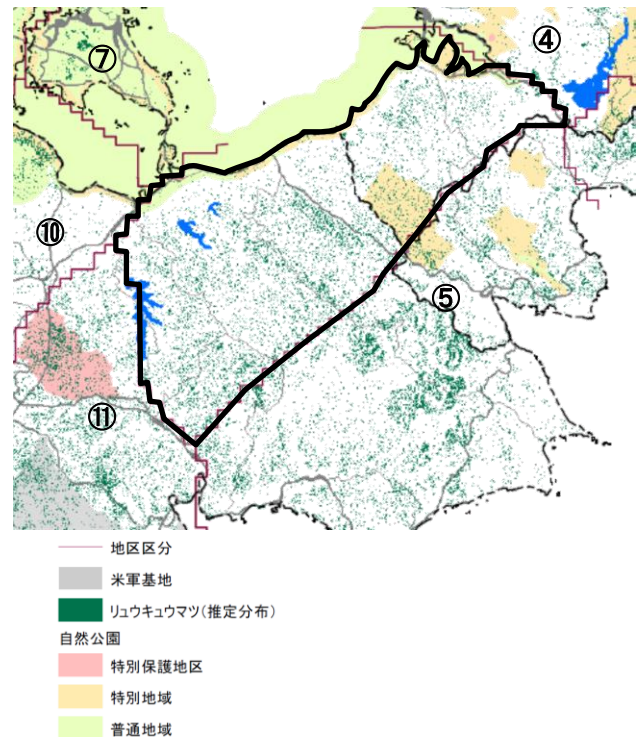 ④
⑦
⑩
⑤
⑪
地区区分
米軍基地
リュウキュウマツ(推定分布)
自然公園
特別保護地区
特別地域
普通地域